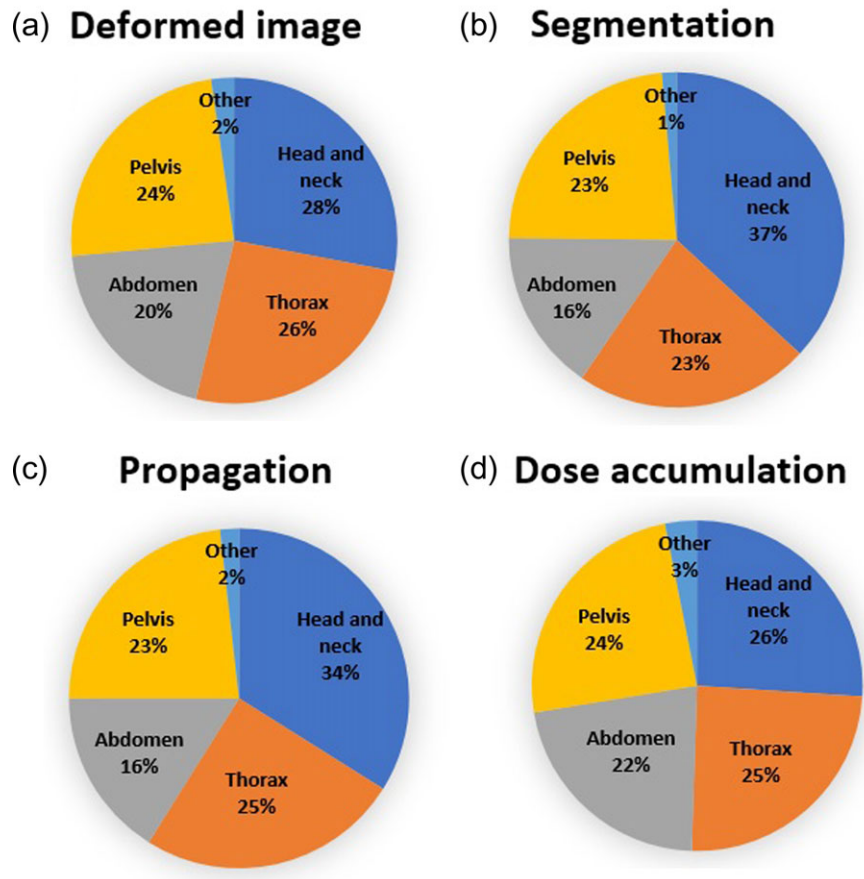 (a) Deformed image
Other
2%
Head and
neck
28%
Pelvis
24%
Abdomen
20%
Thorax
26%
(b) Segmentation
Other
1%
Head and
neck
37%
Pelvis
23%
Abdomen
16%
Thorax
23%
(c) Propagation
Other
2%
Head and
neck
34%
Pelvis
23%
Abdomen
16%
Thorax
25%
(d) Dose accumulation
Other
3%
Head and
neck
26%
Pelvis
24%
Abdomen
22%
Thorax
25%